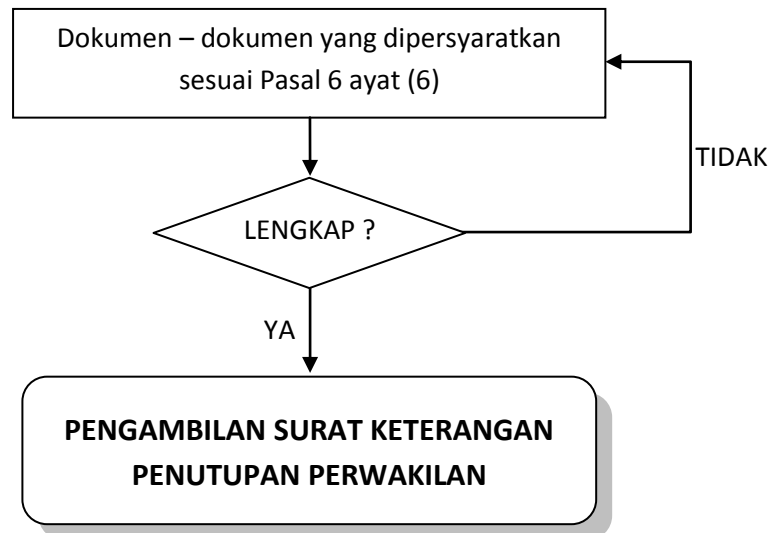 Dokumen – dokumen yang dipersyaratkan
sesuai Pasal 6 ayat (6)
TIDAK
LENGKAP ?
YA
PENGAMBILAN SURAT KETERANGAN
PENUTUPAN PERWAKILAN